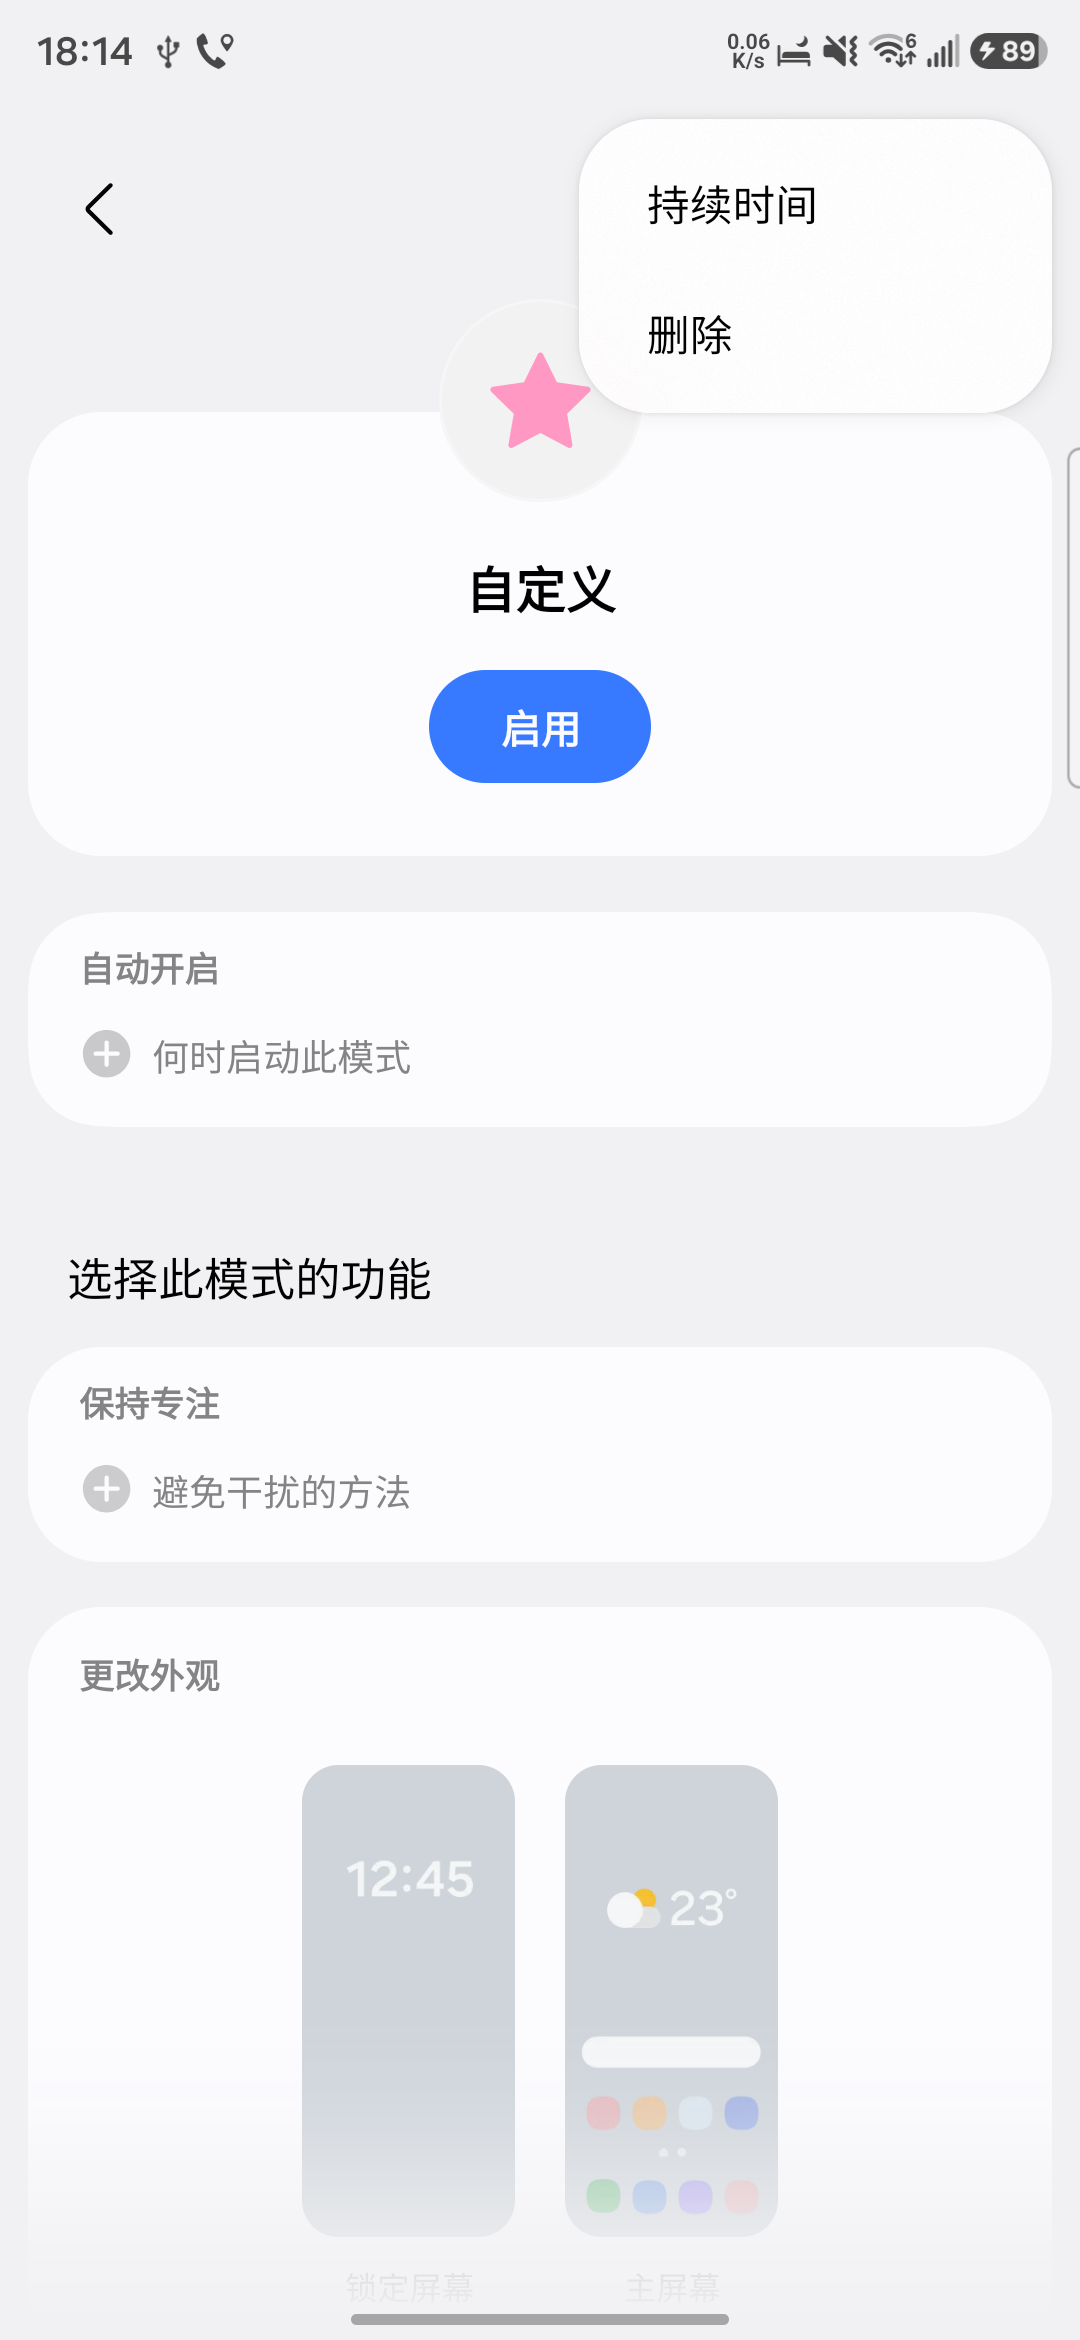 18:14
0.06
K/s
6
89
持续时间
删除
自定义
启用
自动开启
何时启动此模式
选择此模式的功能
保持专注
避免干扰的方法
更改外观
12:45
23°
锁定屏幕
主屏幕